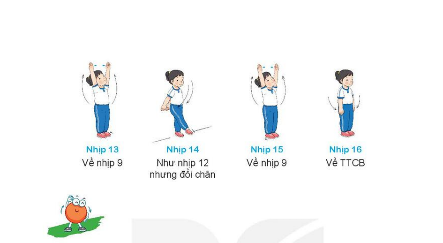 Nhịp 13
Về nhịp 9
Nhịp 14
Như nhịp 12
nhưng đổi chân
Nhịp 15
Về nhịp 9
Nhịp 16
Về TTCB